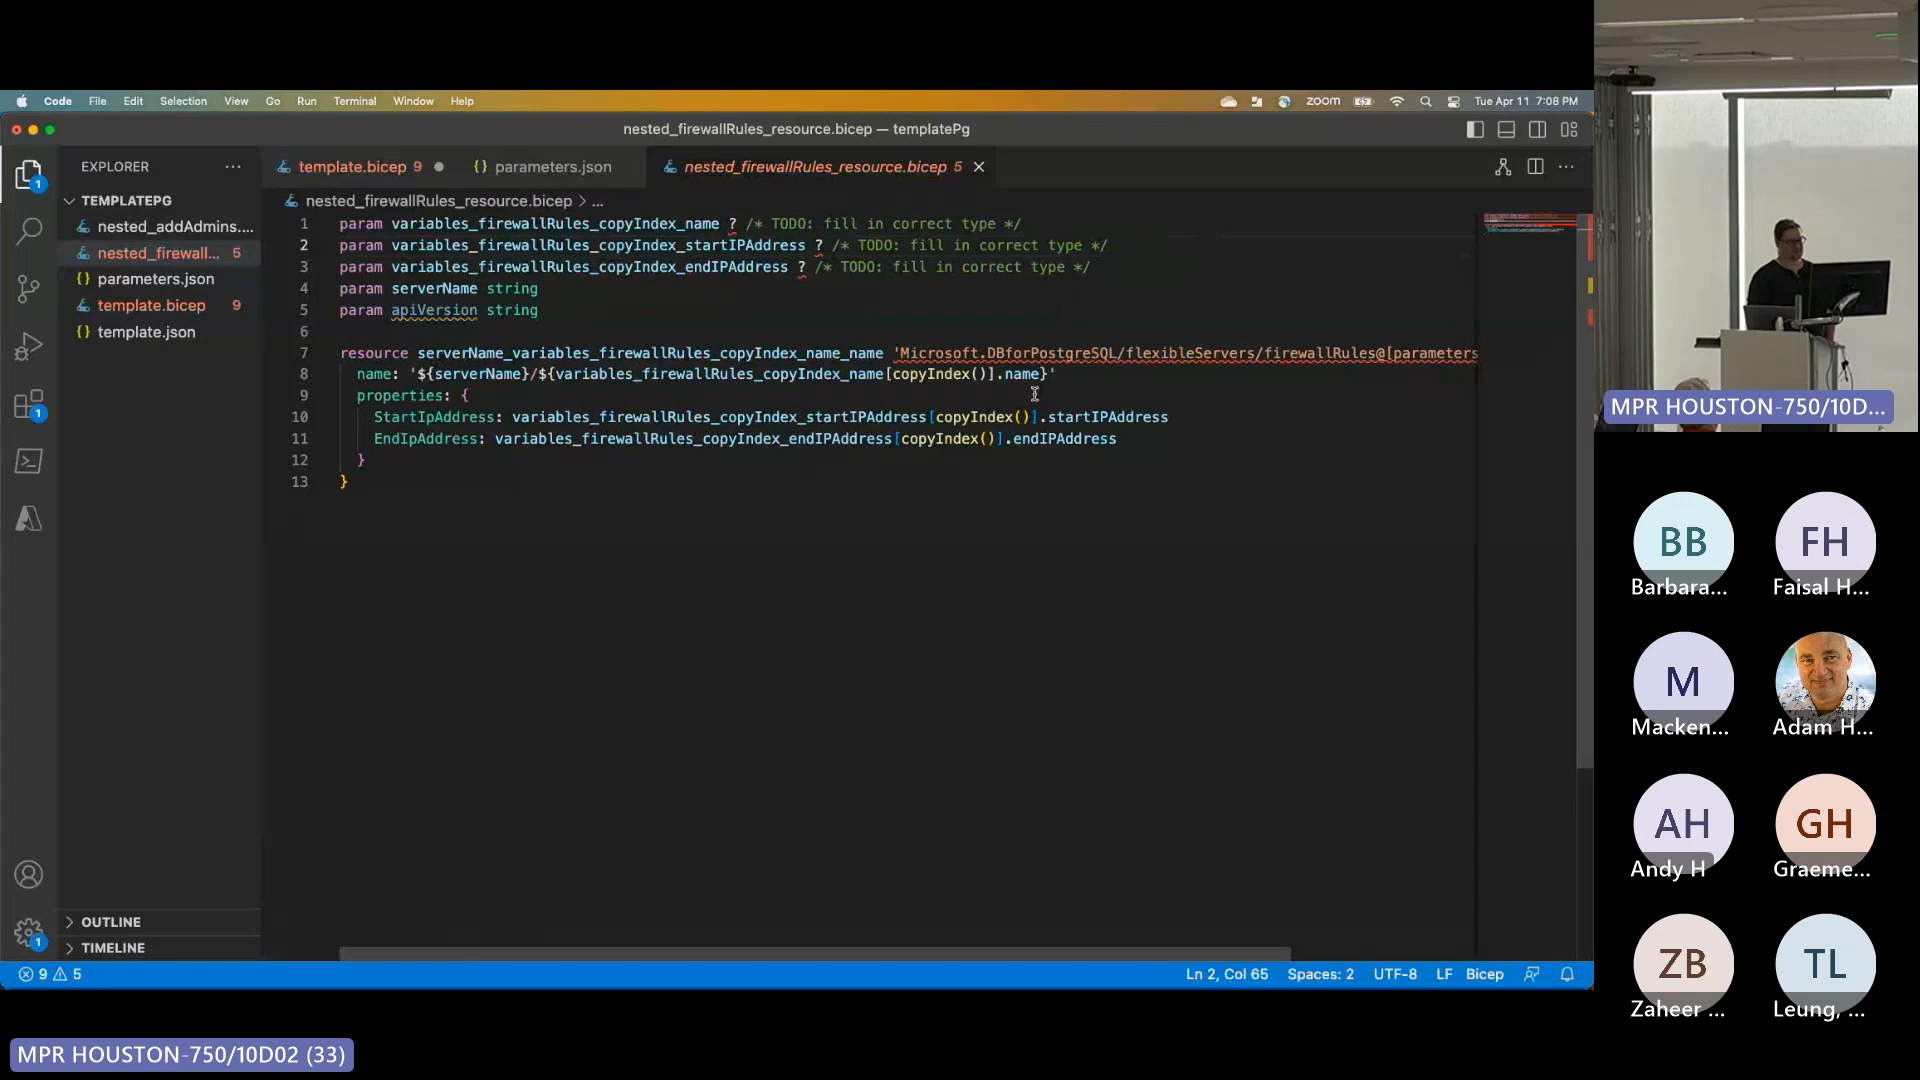 Code File Edit Selection View Go Run Terminal Window Help zoom Tue Apr 11 7:08 PM
nested_firewallRules_resource.bicep — templatePg
EXPLORER ···
template.bicep 9 ● {} parameters.json nested_firewallRules_resource.bicep 5 ×
TEMPLATEPG
nested_addAdmins....
nested_firewall... 5
{} parameters.json
template.bicep 9
{} template.json
OUTLINE
TIMELINE
1
1
1
nested_firewallRules_resource.bicep > ...
1 param variables_firewallRules_copyIndex_name ? /* TODO: fill in correct type */
2 param variables_firewallRules_copyIndex_startIPAddress ? /* TODO: fill in correct type */
3 param variables_firewallRules_copyIndex_endIPAddress ? /* TODO: fill in correct type */
4 param serverName string
5 param apiVersion string
6
7 resource serverName_variables_firewallRules_copyIndex_name_name 'Microsoft.DBforPostgreSQL/flexibleServers/firewallRules@[parameters
8 name: '${serverName}/${variables_firewallRules_copyIndex_name[copyIndex()].name}'
9 properties: {
10 StartIpAddress: variables_firewallRules_copyIndex_startIPAddress[copyIndex()].startIPAddress
11 EndIpAddress: variables_firewallRules_copyIndex_endIPAddress[copyIndex()].endIPAddress
12 }
13 }
9 5 Ln 2, Col 65 Spaces: 2 UTF-8 LF Bicep
MPR HOUSTON-750/10D02 (33)
MPR HOUSTON-750/10D...
BB FH
Barbara... Faisal H...
M
Macken... Adam H...
AH GH
Andy H Graeme...
ZB TL
Zaheer ... Leung, ...